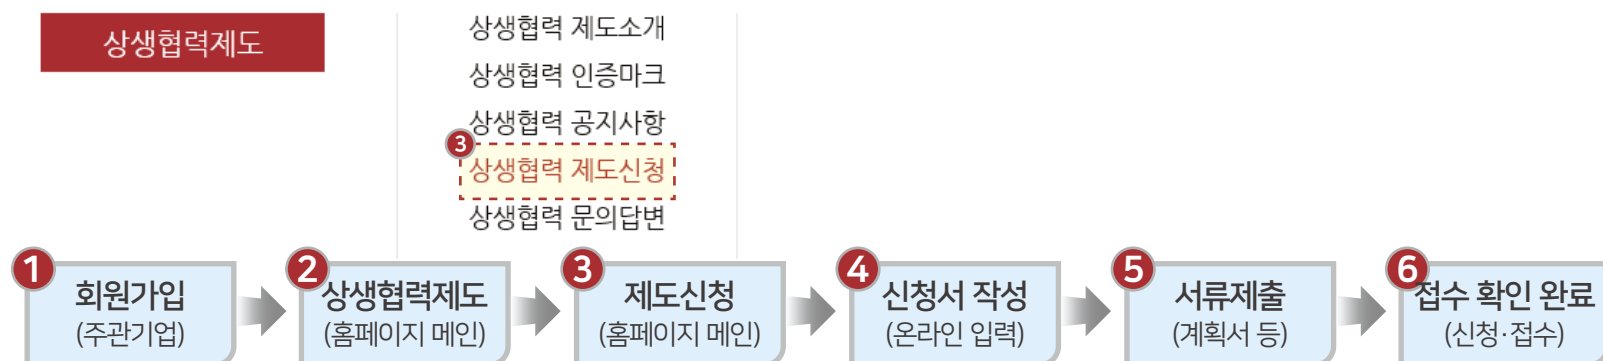 상생협력제도
상생협력 제도소개
상생협력 인증마크
상생협력 공지사항
3
상생협력 제도신청
상생협력 문의답변
1
회원가입
(주관기업)
2
상생협력제도
(홈페이지 메인)
3
제도신청
(홈페이지 메인)
4
신청서 작성
(온라인 입력)
5
서류제출
(계획서 등)
6
접수 확인 완료
(신청·접수)